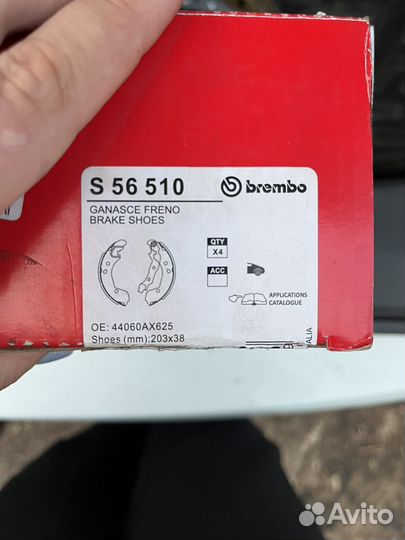 S 56 510
brembo
GANASCE FRENO
BRAKE SHOES
QTY
X4
ACC
APPLICATIONS
CATALOGUE
OE: 44060AX625
Shoes (mm):203x38
Avito